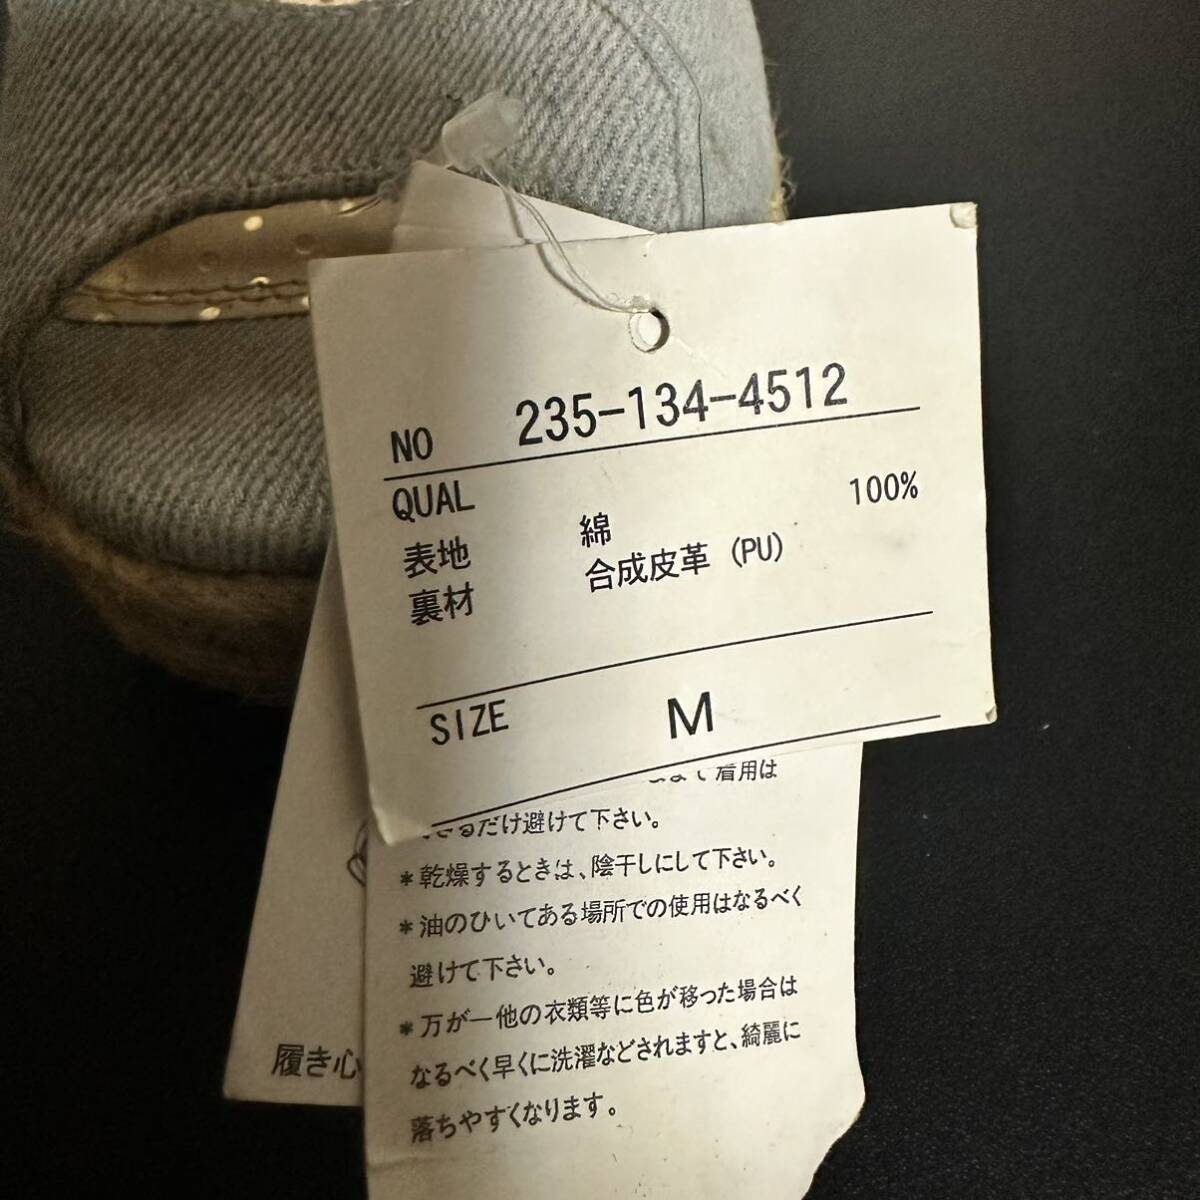 NO 235-134-4512
QUAL
表地 綿 100%
裏材 合成皮革 (PU)
SIZE M
着用は
るだけ避けて下さい。
*乾燥するときは、陰干しにして下さい。
*油のひいてある場所での使用はなるべく
避けて下さい。
*万が一他の衣類等に色が移った場合は
なるべく早くに洗濯などされますと、綺麗に
落ちやすくなります。
履き心